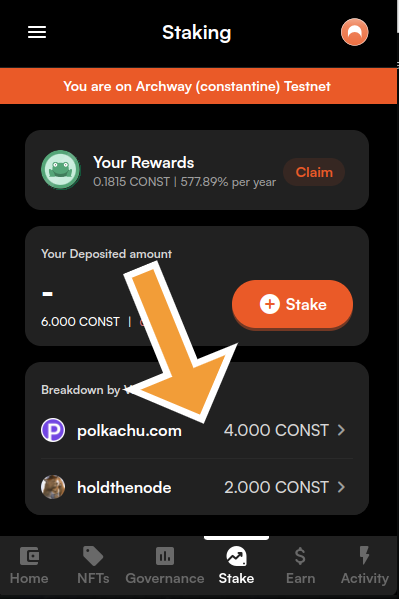 Staking
You are on Archway (constantine) Testnet
Your Rewards
0.1815 CONST | 577.89% per year
Claim
Your Deposited amount
-
6.000 CONST |
Stake
Breakdown by
polkachu.com 4.000 CONST
holdthenode 2.000 CONST
Home NFTs Governance Stake Earn Activity